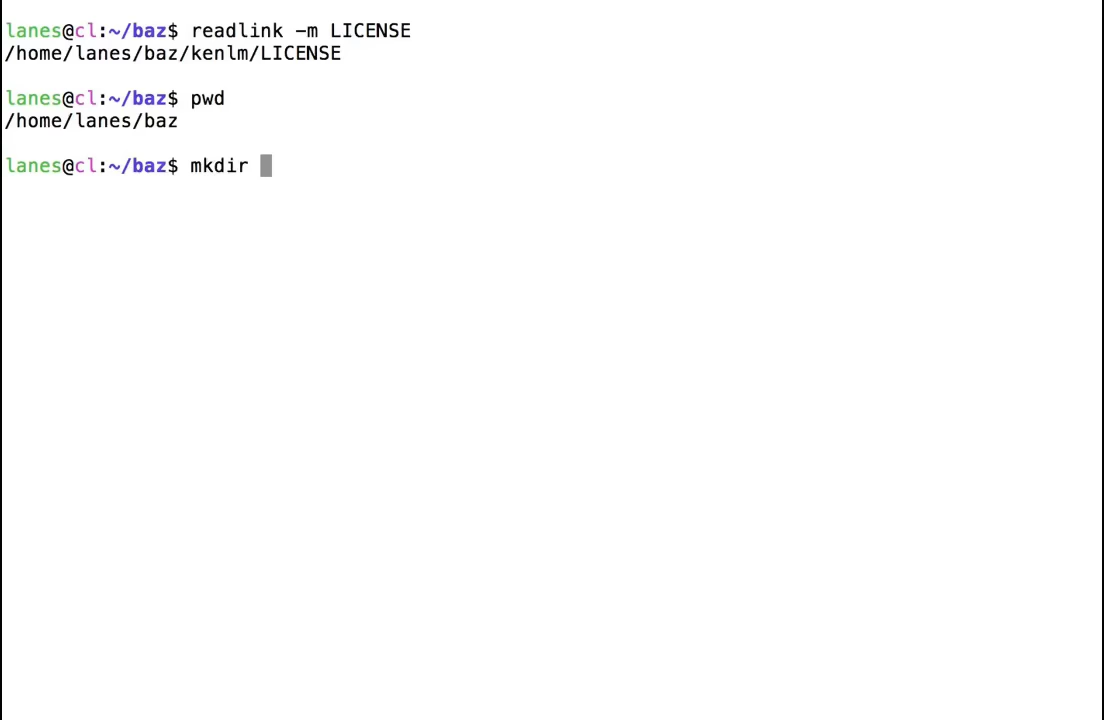 lanes@cl:~/baz$ readlink -m LICENSE
/home/lanes/baz/kenlm/LICENSE
lanes@cl:~/baz$ pwd
/home/lanes/baz
lanes@cl:~/baz$ mkdir